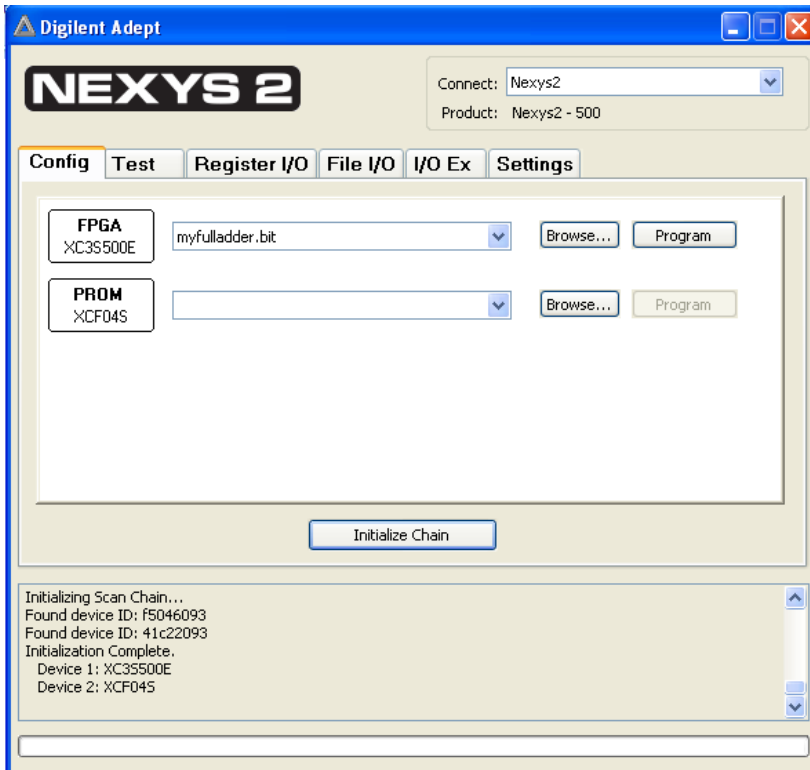 Digilent Adept
NEXYS 2
Connect: Nexys2
Product: Nexys2 - 500
Config Test Register I/O File I/O I/O Ex Settings
FPGA
XC3S500E
myfulladder.bit
Browse... Program
PROM
XCF04S
Browse... Program
Initialize Chain
Initializing Scan Chain...
Found device ID: f5046093
Found device ID: 41c22093
Initialization Complete.
Device 1: XC3S500E
Device 2: XCF04S